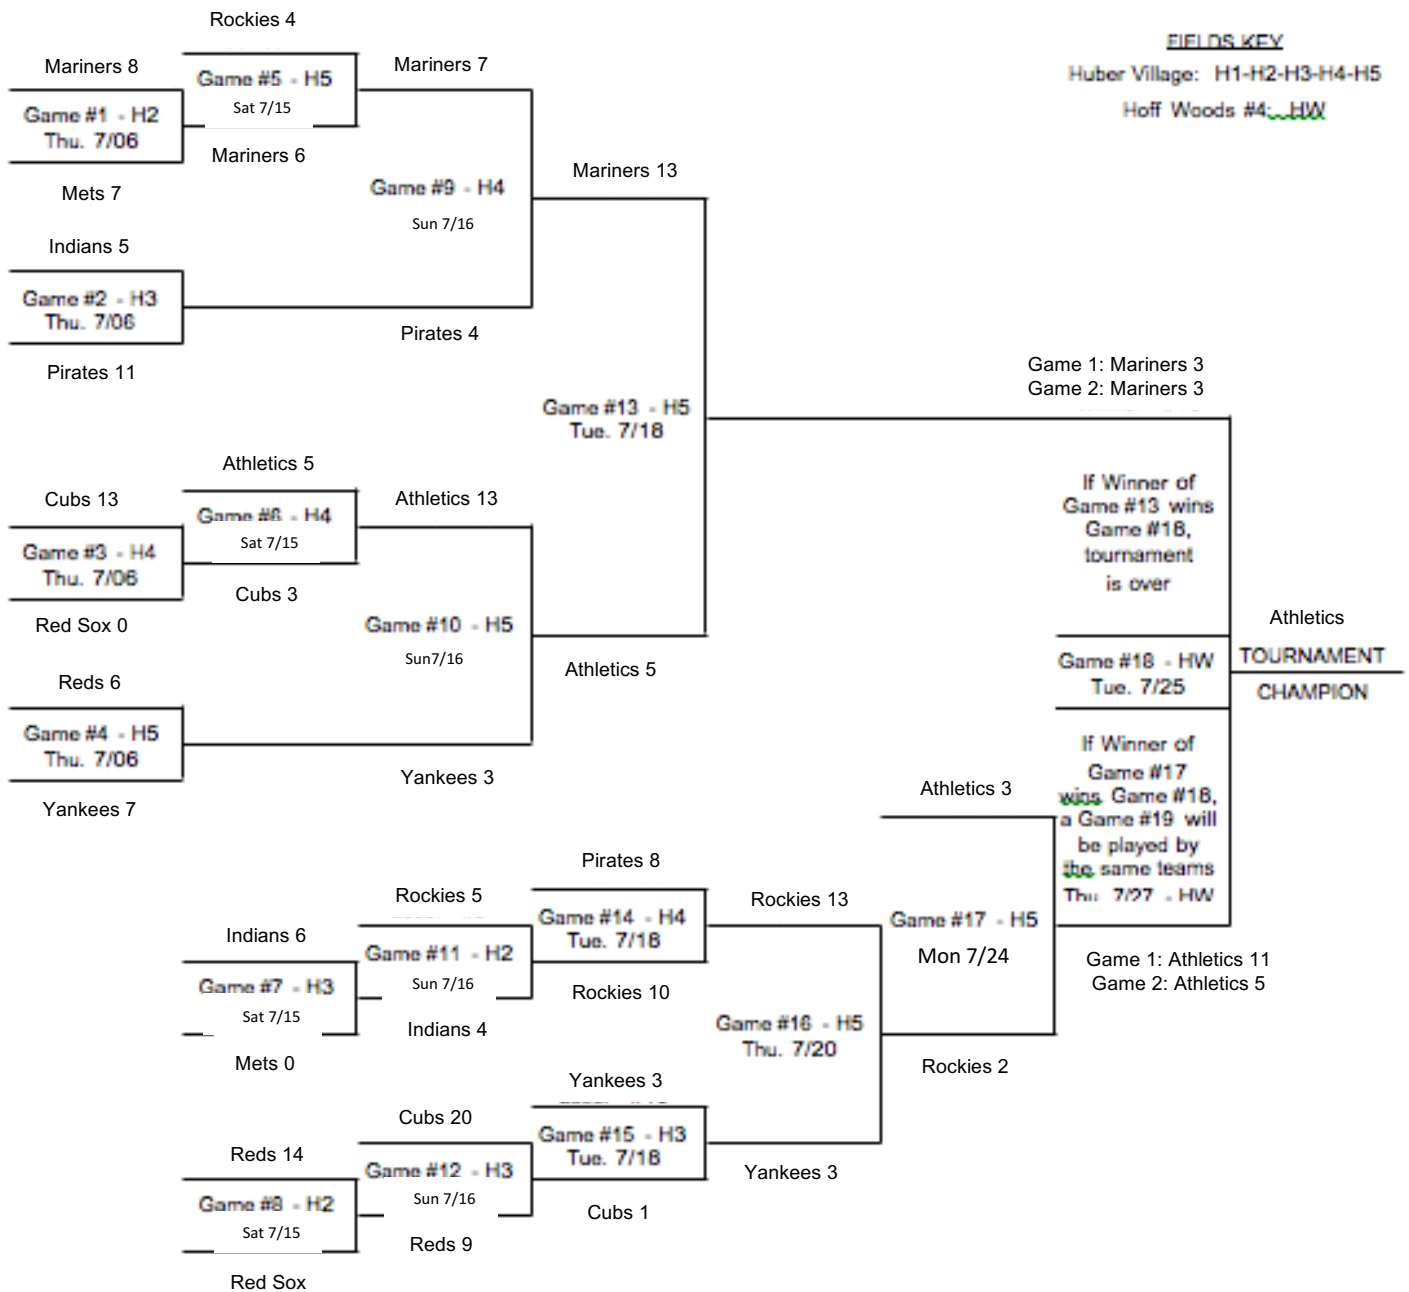 Rockies 4
FIELDS KEY
Mariners 8
Game #5 - H5
Mariners 7
Huber Village: H1-H2-H3-H4-H5
Sat 7/15
Hoff Woods #4: HW
Game #1 - H2
Thu. 7/06
Mariners 6
Mariners 13
Mets 7
Game #9 - H4
Sun 7/16
Indians 5
Game #2 - H3
Thu. 7/06
Pirates 4
Pirates 11
Game 1: Mariners 3
Game 2: Mariners 3
Game #13 - H5
Tue. 7/18
Athletics 5
Cubs 13
Athletics 13
Game #6 - H4
Sat 7/15
If Winner of
Game #13 wins
Game #18,
tournament
is over
Game #3 - H4
Thu. 7/06
Cubs 3
Red Sox 0
Game #10 - H5
Sun7/16
Athletics
TOURNAMENT
CHAMPION
Athletics 5
Game #18 - HW
Tue. 7/25
Reds 6
Game #4 - H5
Thu. 7/06
If Winner of
Game #17
wins Game #18,
a Game #19 will
be played by
the same teams
Thu 7/27 - HW
Yankees 3
Yankees 7
Athletics 3
Pirates 8
Rockies 5
Rockies 13
Game #14 - H4
Tue. 7/18
Game #17 - H5
Mon 7/24
Indians 6
Game #11 - H2
Sun 7/16
Game 1: Athletics 11
Game 2: Athletics 5
Game #7 - H3
Sat 7/15
Rockies 10
Indians 4
Game #16 - H5
Thu. 7/20
Mets 0
Rockies 2
Yankees 3
Cubs 20
Game #15 - H3
Tue. 7/18
Reds 14
Game #12 - H3
Sun 7/16
Yankees 3
Game #8 - H2
Sat 7/15
Cubs 1
Reds 9
Red Sox